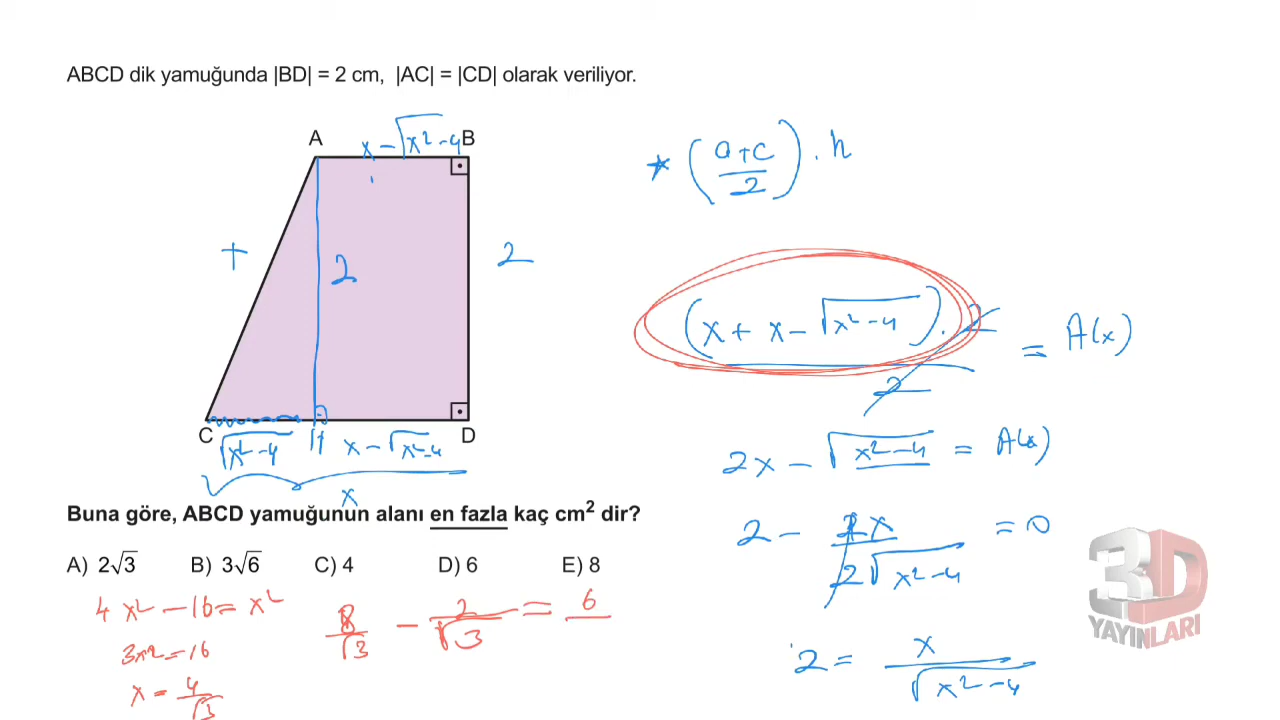 ABCD dik yamuğunda |BD| = 2 cm, |AC| = |CD| olarak veriliyor.
A x - √x² - 4 B
★ (a+c / 2) . h
2
2
(x + x - √x² - 4) . 2 / 2 = A(x)
C H D
√x² - 4 x - √x² - 4
x
2x - √x² - 4 = A(x)
Buna göre, ABCD yamuğunun alanı en fazla kaç cm² dir?
2 - 2x / 2√x² - 4 = 0
A) 2√3 B) 3√6 C) 4 D) 6 E) 8
4x² - 16 = x²
8/√3 - 2/√3 = 6
3x² = 16
x = 4/√3
2 = x / √x² - 4
3D
YAYINLARI